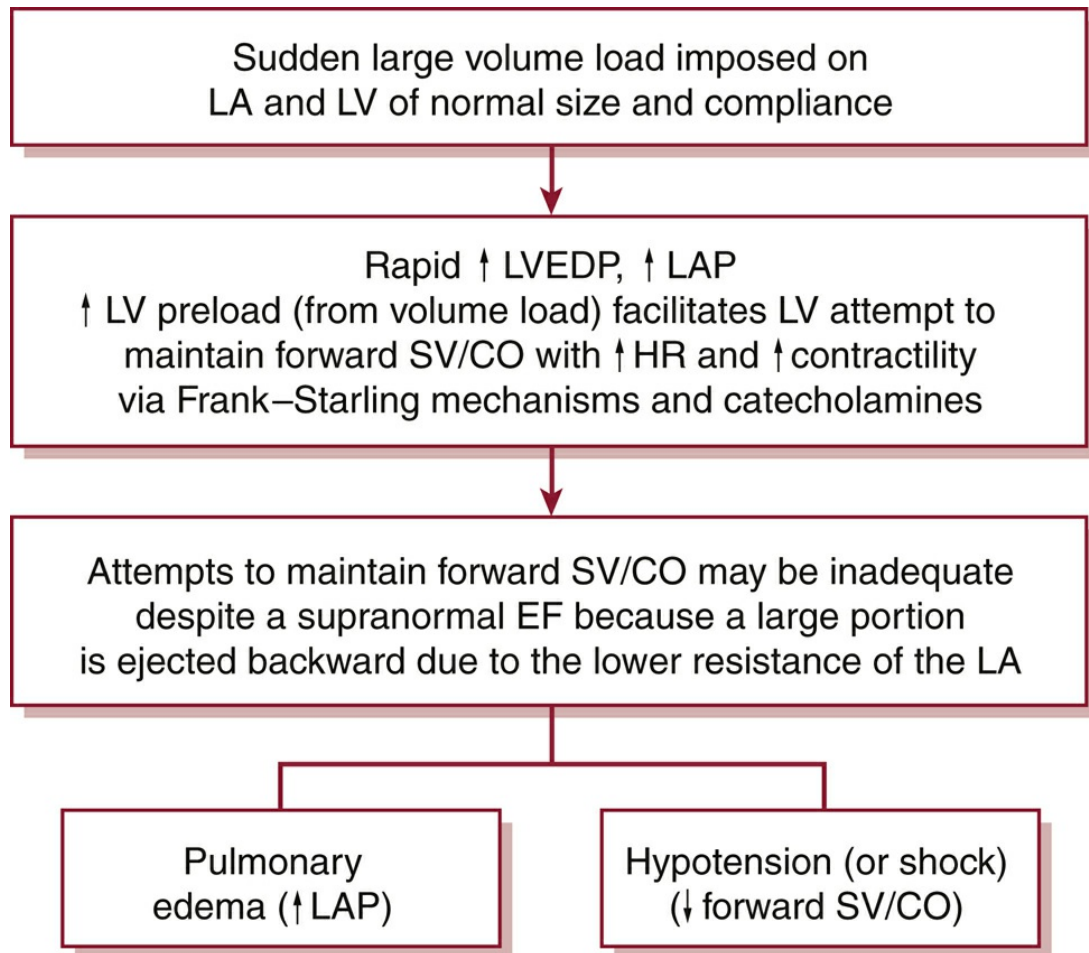 Sudden large volume load imposed on
LA and LV of normal size and compliance
Rapid ↑ LVEDP, ↑ LAP
↑ LV preload (from volume load) facilitates LV attempt to
maintain forward SV/CO with ↑ HR and ↑ contractility
via Frank–Starling mechanisms and catecholamines
Attempts to maintain forward SV/CO may be inadequate
despite a supranormal EF because a large portion
is ejected backward due to the lower resistance of the LA
Pulmonary
edema (↑ LAP)
Hypotension (or shock)
(↓ forward SV/CO)